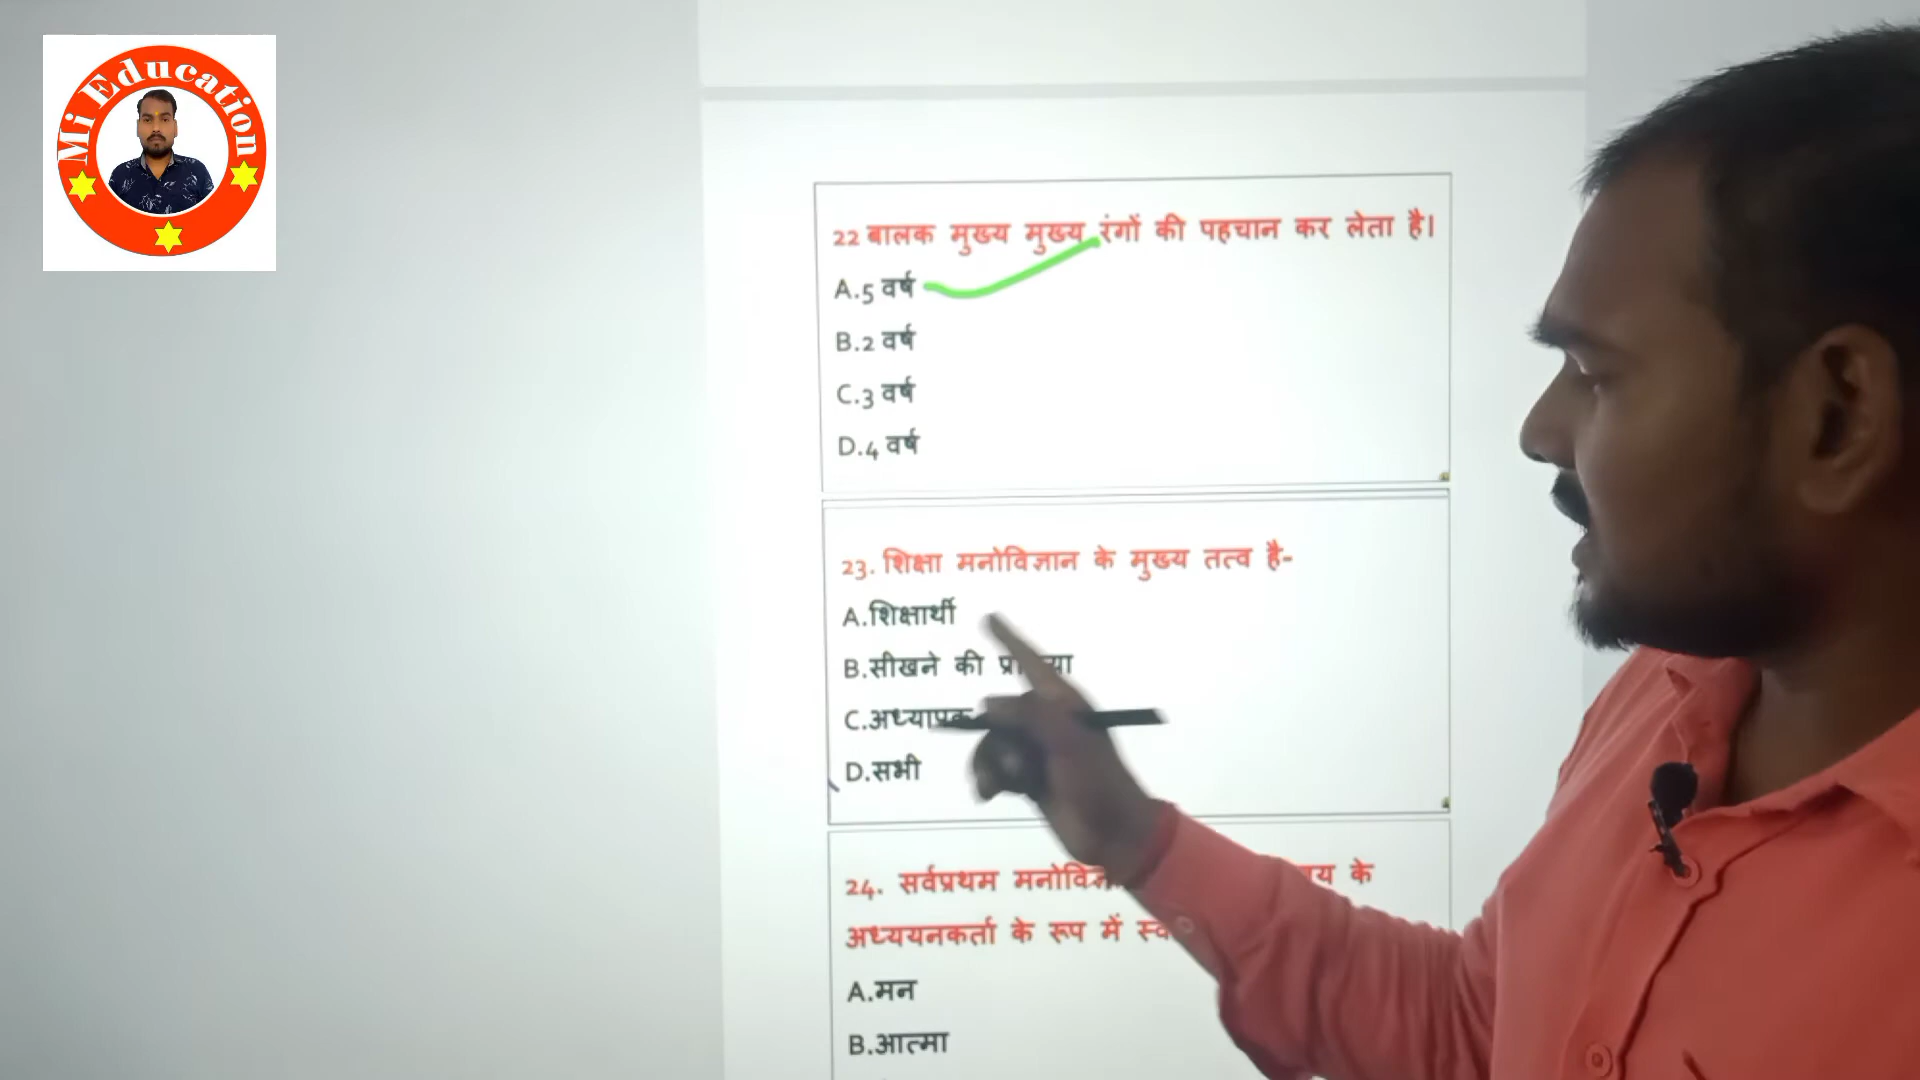 Mi Education
22 बालक मुख्य मुख्य रंगों की पहचान कर लेता है।
A.5 वर्ष
B.2 वर्ष
C.3 वर्ष
D.4 वर्ष
23. शिक्षा मनोविज्ञान के मुख्य तत्व है-
A.शिक्षार्थी
B.सीखने की
C.अध्यापक
D.सभी
24. सर्वप्रथम के
अध्ययनकर्ता के रूप में
A.मन
B.आत्मा